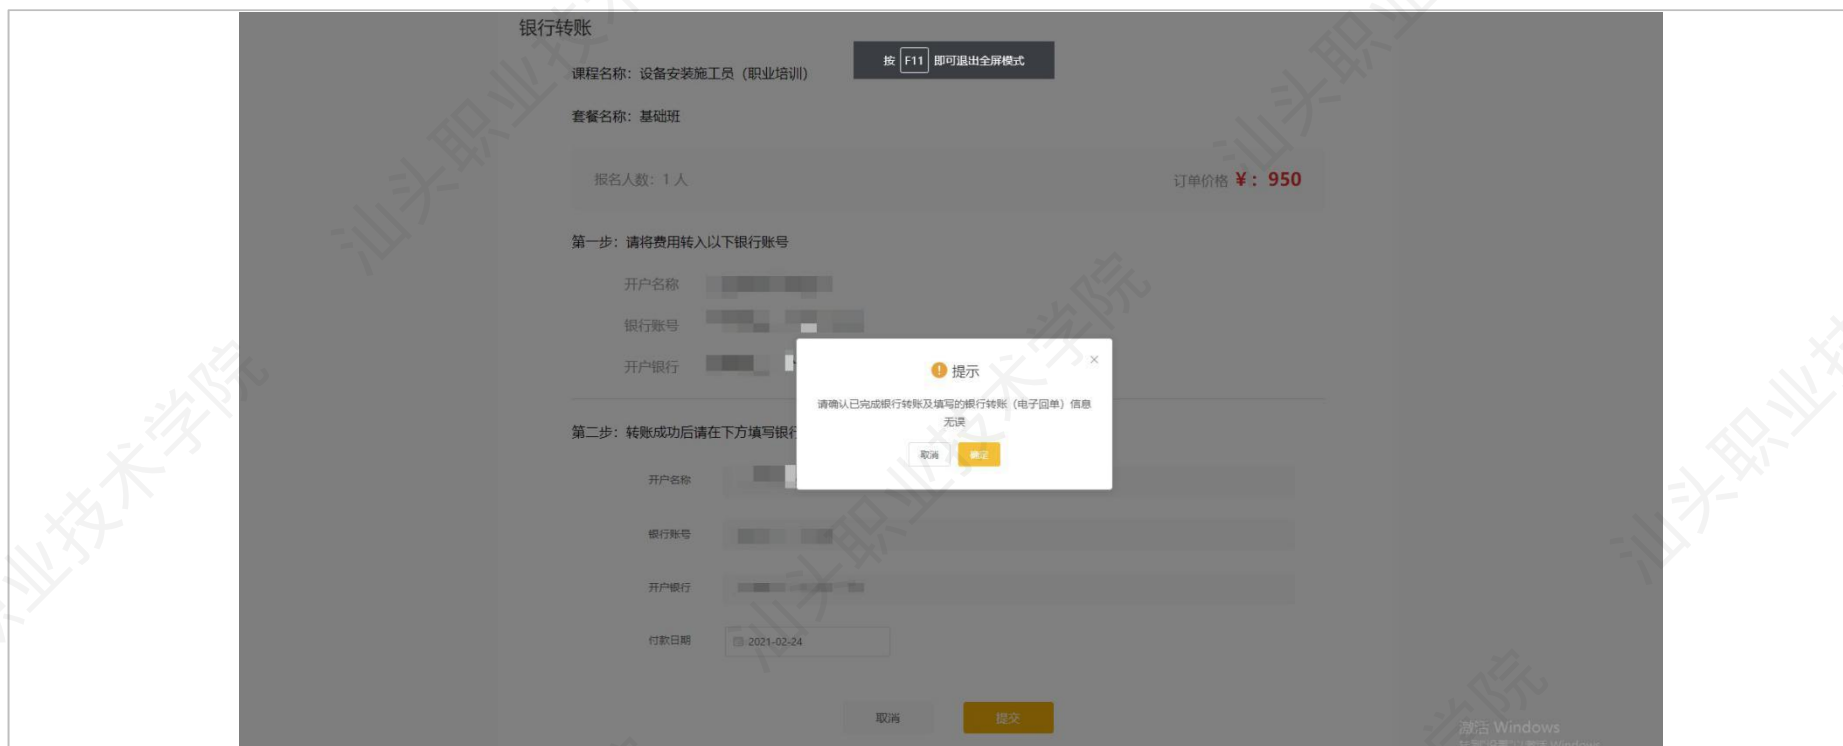 银行转账
按 F11 即可退出全屏模式
课程名称：设备安装施工员（职业培训）
套餐名称：基础班
报名人数：1 人
订单价格 ¥：950
第一步：请将费用转入以下银行账号
开户名称
银行账号
开户银行
提示
请确认已完成银行转账及填写的银行转账（电子回单）信息
无误
取消 确定
第二步：转账成功后请在下方填写银行
开户名称
银行账号
开户银行
付款日期 2021-02-24
取消 提交
激活 Windows
汕头职业技术学院